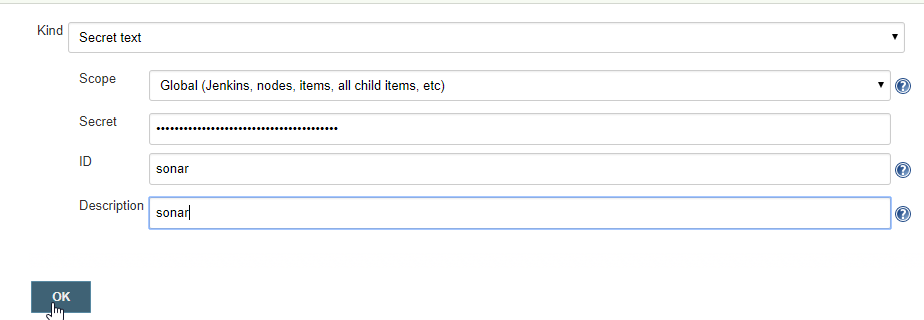 Kind Secret text
Scope Global (Jenkins, nodes, items, all child items, etc)
Secret ••••••••••••••••••••••••••••••••••••••••
ID sonar
Description sonar
OK